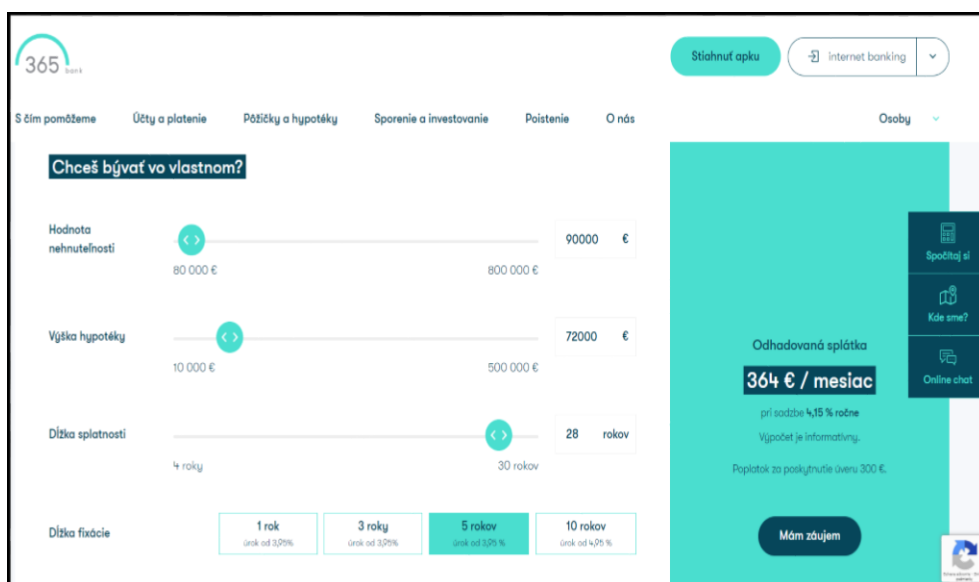 365 bank
Stiahnuť apku
internet banking
S čím pomôžeme Účty a platenie Pôžičky a hypotéky Sporenie a investovanie Poistenie O nás Osoby
Chceš bývať vo vlastnom?
Hodnota
nehnuteľnosti
90000 €
80 000 € 800 000 €
Výška hypotéky
72000 €
10 000 € 500 000 €
Dĺžka splatnosti
28 rokov
4 roky 30 rokov
Dĺžka fixácie
1 rok
úrok od 3,95%
3 roky
úrok od 3,95%
5 rokov
úrok od 3,95 %
10 rokov
úrok od 4,95 %
Odhadovaná splátka
364 € / mesiac
pri sadzbe 4,15 % ročne
Výpočet je informatívny.
Poplatok za poskytnutie úveru 300 €.
Mám záujem
Spočítaj si
Kde sme?
Online chat